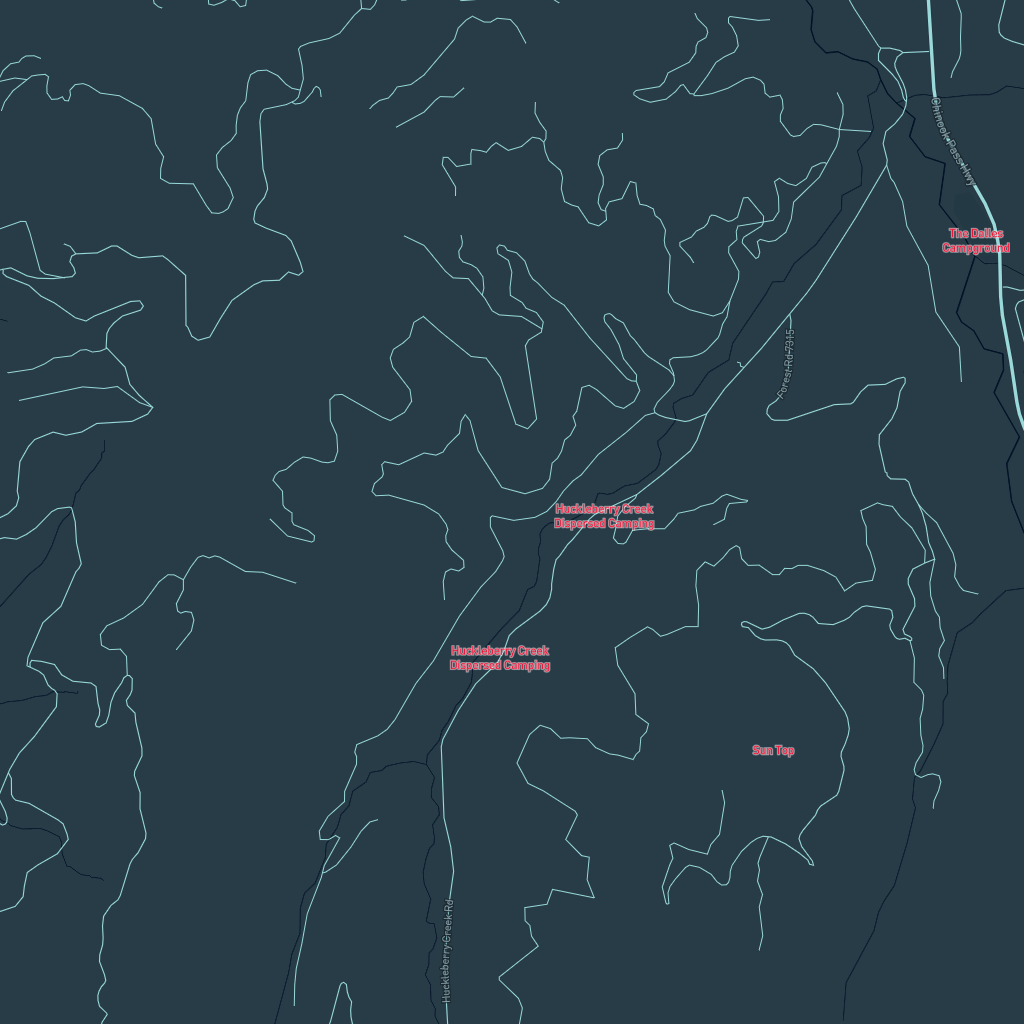 Chinook Pass Hwy
The Dalles
Campground
Forest Rd 7315
Huckleberry Creek
Dispersed Camping
Huckleberry Creek
Dispersed Camping
Sun Top
Huckleberry Creek Rd